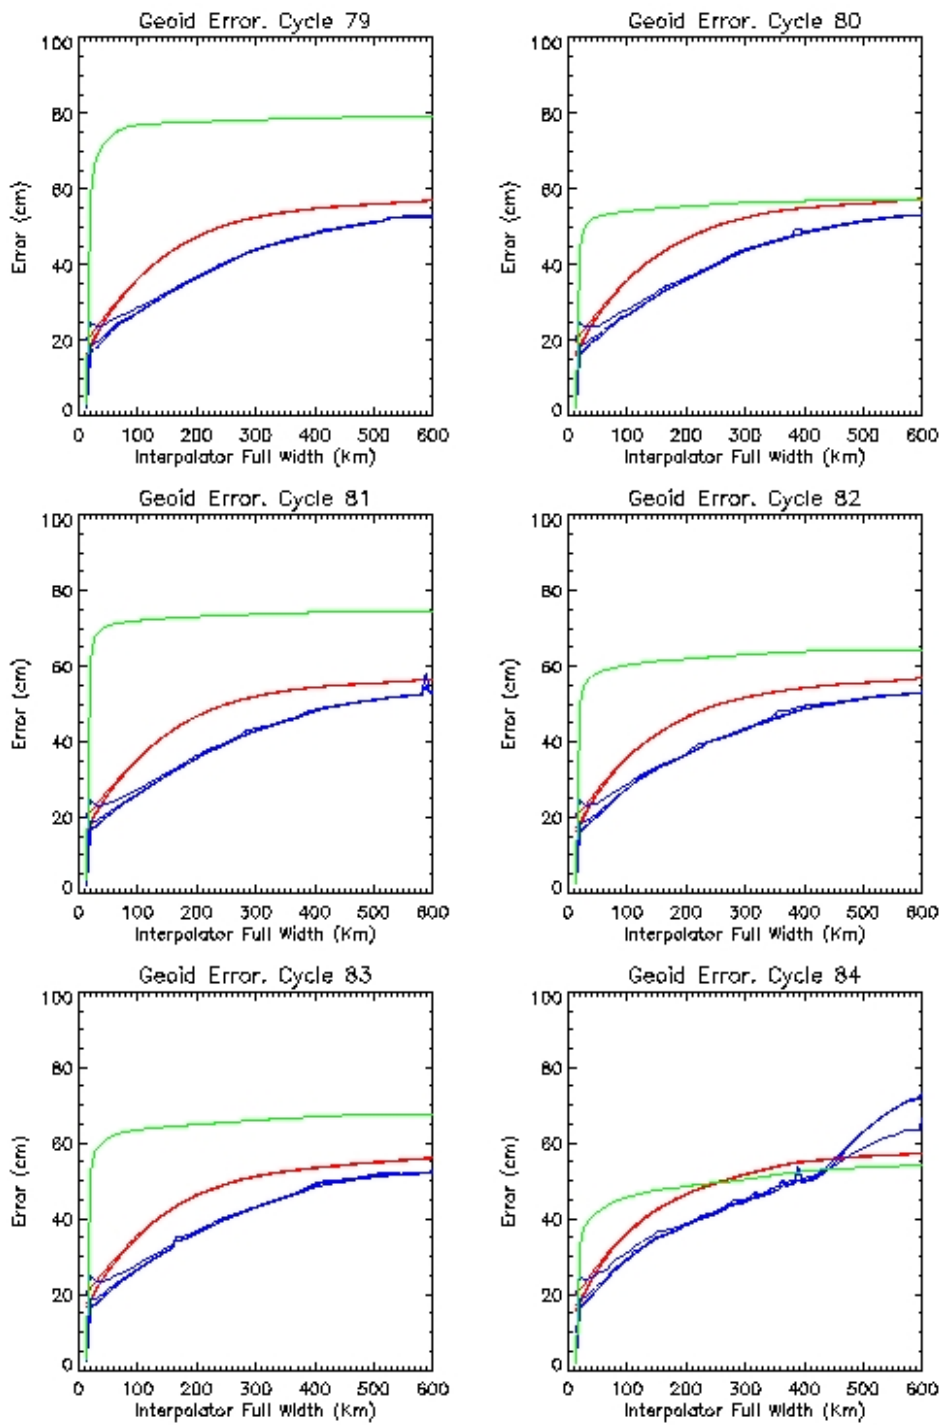 Geoid Error. Cycle 79
100
80
60
40
20
0
Error (cm)
0 100 200 300 400 500 600
Interpolator Full Width (Km)
Geoid Error. Cycle 80
100
80
60
40
20
0
Error (cm)
0 100 200 300 400 500 600
Interpolator Full Width (Km)
Geoid Error. Cycle 81
100
80
60
40
20
0
Error (cm)
0 100 200 300 400 500 600
Interpolator Full Width (Km)
Geoid Error. Cycle 82
100
80
60
40
20
0
Error (cm)
0 100 200 300 400 500 600
Interpolator Full Width (Km)
Geoid Error. Cycle 83
100
80
60
40
20
0
Error (cm)
0 100 200 300 400 500 600
Interpolator Full Width (Km)
Geoid Error. Cycle 84
100
80
60
40
20
0
Error (cm)
0 100 200 300 400 500 600
Interpolator Full Width (Km)